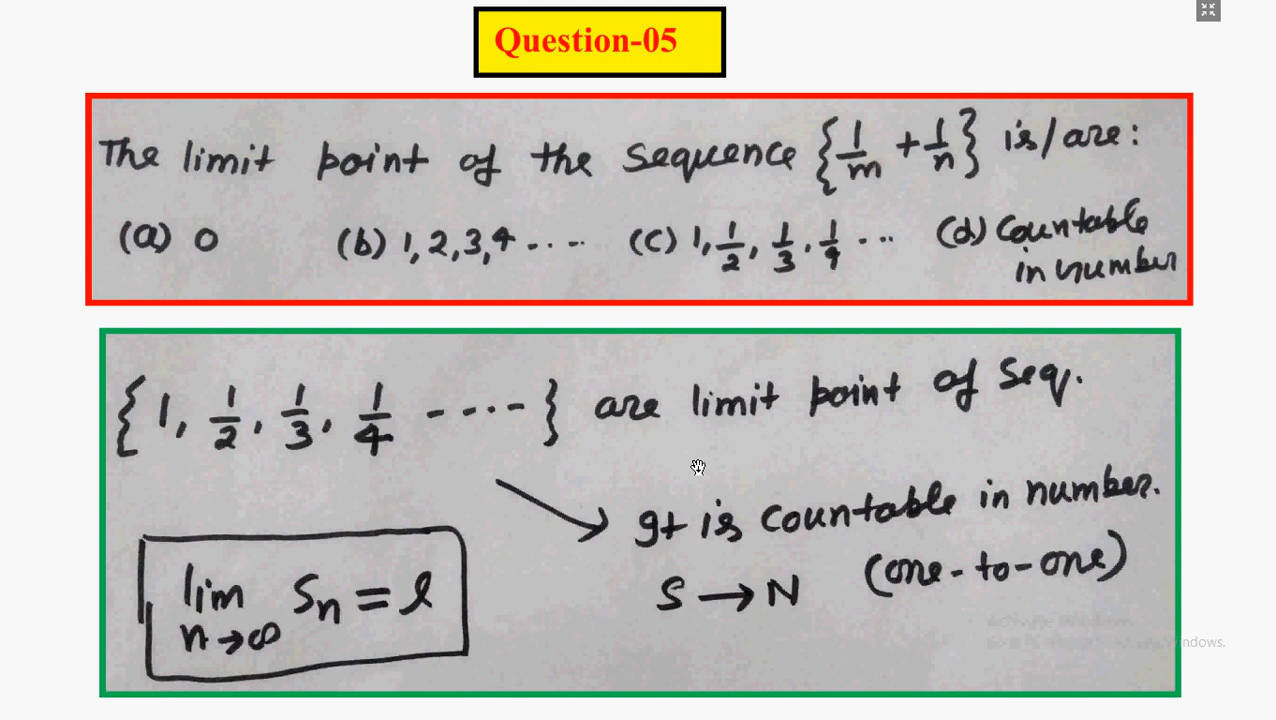 Question-05
The limit point of the sequence {1/m + 1/n} is/are:
(a) 0 (b) 1, 2, 3, 4 ----- (c) 1, 1/2, 1/3, 1/4 ... (d) Countable
in number
{1, 1/2, 1/3, 1/4 -----} are limit point of Seq.
It is countable in number.
S → N (one-to-one)
lim n→∞ Sn = l